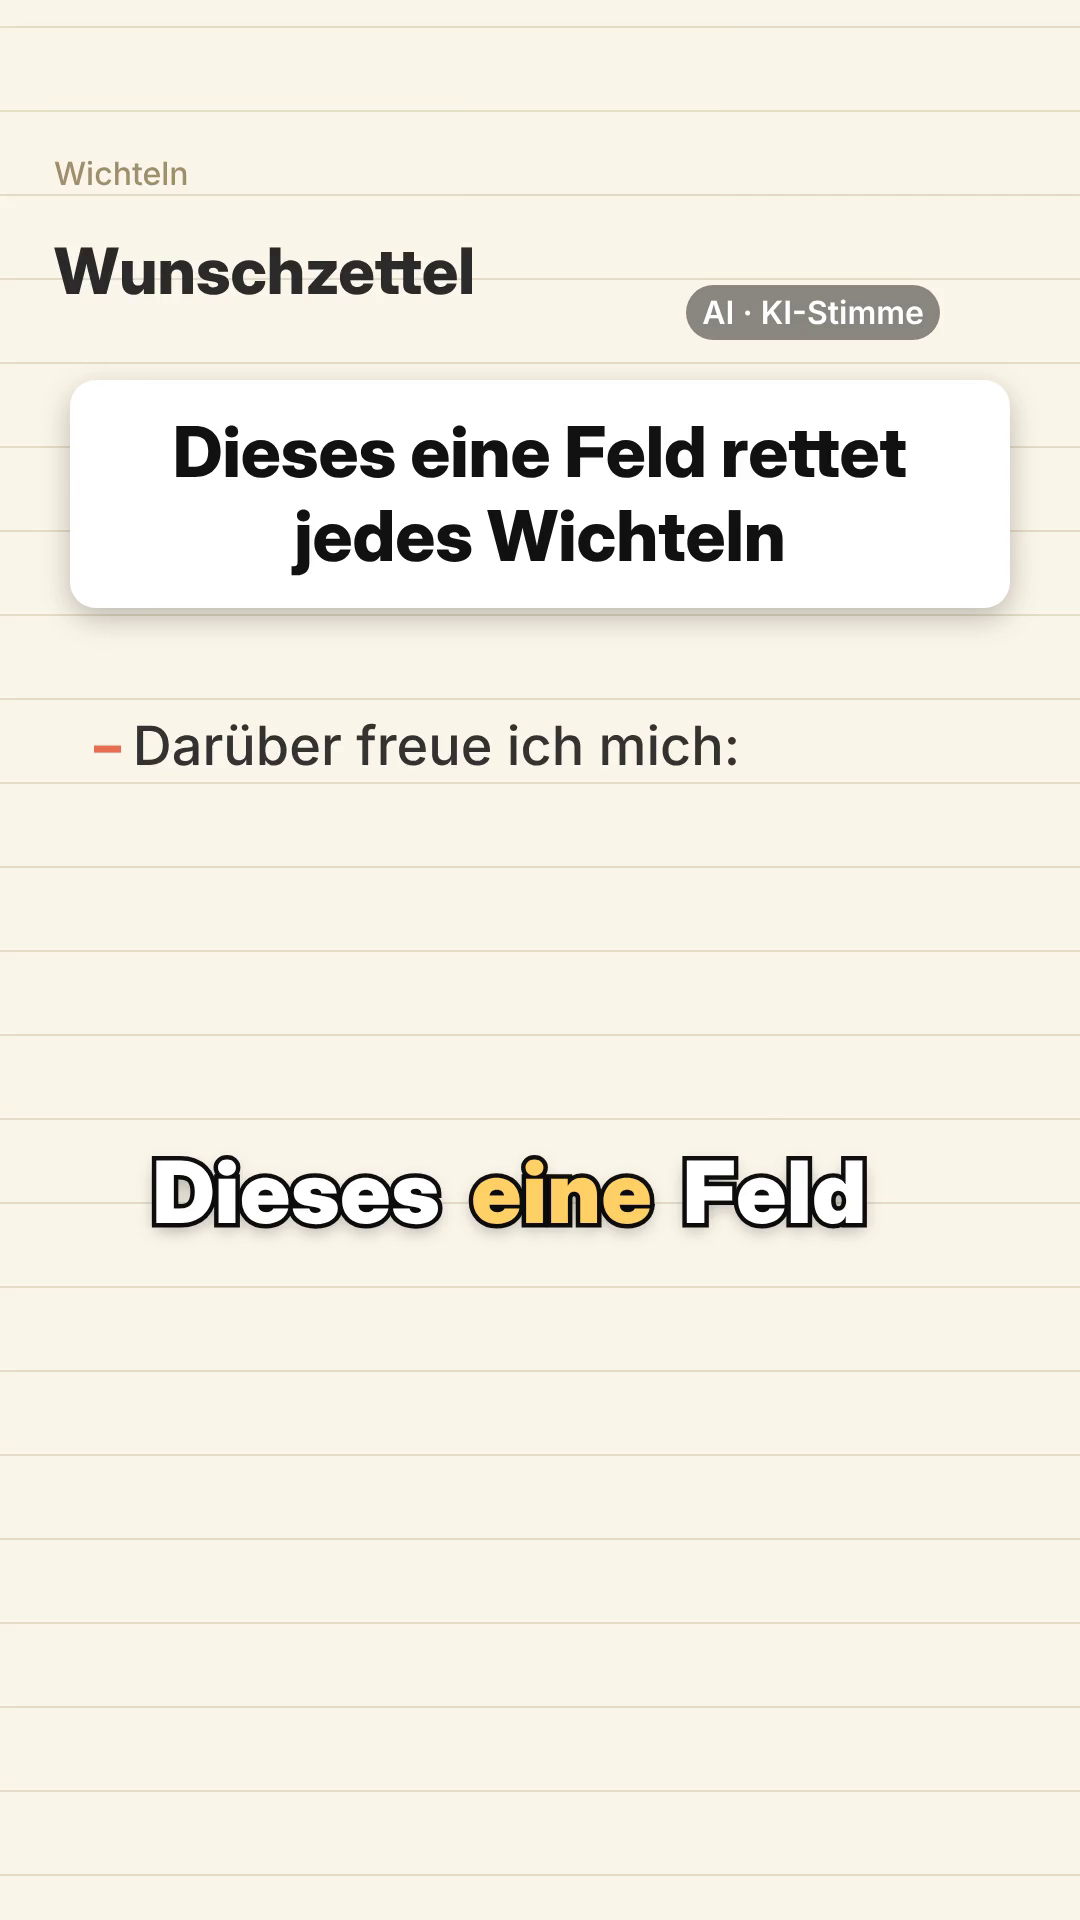 Wichteln
Wunschzettel
AI · KI-Stimme
Dieses eine Feld rettet
jedes Wichteln
– Darüber freue ich mich:
Dieses eine Feld